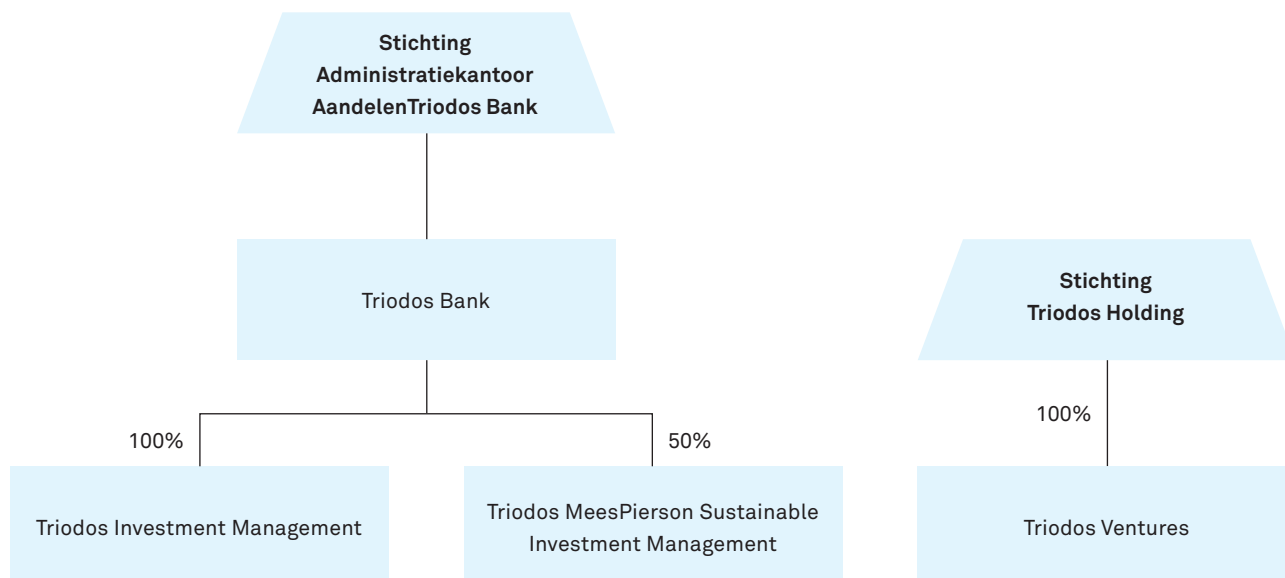 Stichting
Administratiekantoor
AandelenTriodos Bank
Triodos Bank
Stichting
Triodos Holding
100%
50%
100%
Triodos Investment Management
Triodos MeesPierson Sustainable
Investment Management
Triodos Ventures